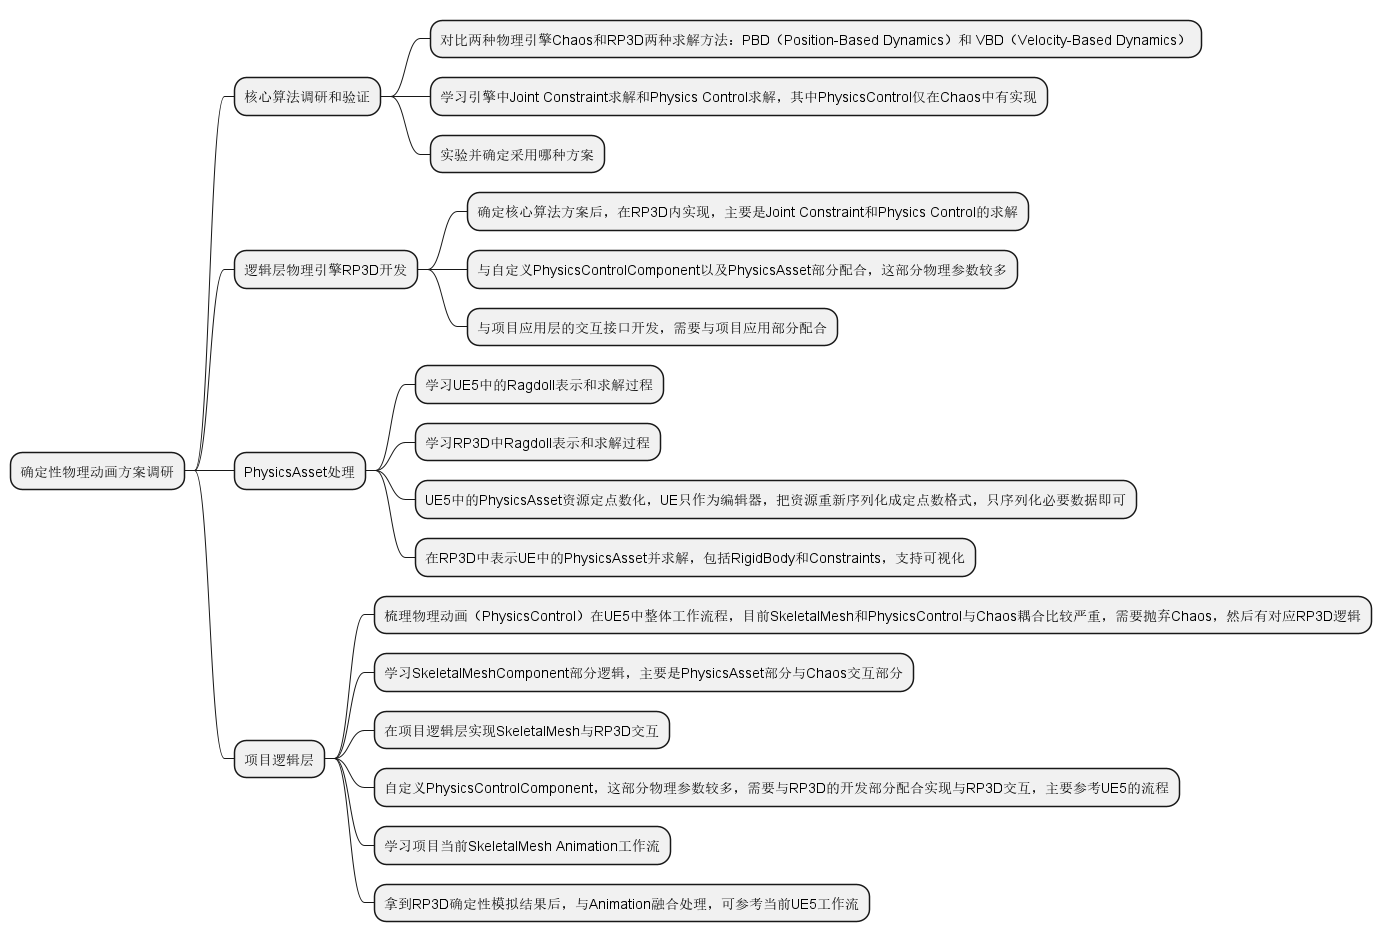 确定性物理动画方案调研
核心算法调研和验证
对比两种物理引擎Chaos和RP3D两种求解方法：PBD（Position-Based Dynamics）和 VBD（Velocity-Based Dynamics）
学习引擎中Joint Constraint求解和Physics Control求解，其中PhysicsControl仅在Chaos中有实现
实验并确定采用哪种方案
逻辑层物理引擎RP3D开发
确定核心算法方案后，在RP3D内实现，主要是Joint Constraint和Physics Control的求解
与自定义PhysicsControlComponent以及PhysicsAsset部分配合，这部分物理参数较多
与项目应用层的交互接口开发，需要与项目应用部分配合
PhysicsAsset处理
学习UE5中的Ragdoll表示和求解过程
学习RP3D中Ragdoll表示和求解过程
UE5中的PhysicsAsset资源定点数化，UE只作为编辑器，把资源重新序列化成定点数格式，只序列化必要数据即可
在RP3D中表示UE中的PhysicsAsset并求解，包括RigidBody和Constraints，支持可视化
项目逻辑层
梳理物理动画（PhysicsControl）在UE5中整体工作流程，目前SkeletalMesh和PhysicsControl与Chaos耦合比较严重，需要抛弃Chaos，然后有对应RP3D逻辑
学习SkeletalMeshComponent部分逻辑，主要是PhysicsAsset部分与Chaos交互部分
在项目逻辑层实现SkeletalMesh与RP3D交互
自定义PhysicsControlComponent，这部分物理参数较多，需要与RP3D的开发部分配合实现与RP3D交互，主要参考UE5的流程
学习项目当前SkeletalMesh Animation工作流
拿到RP3D确定性模拟结果后，与Animation融合处理，可参考当前UE5工作流